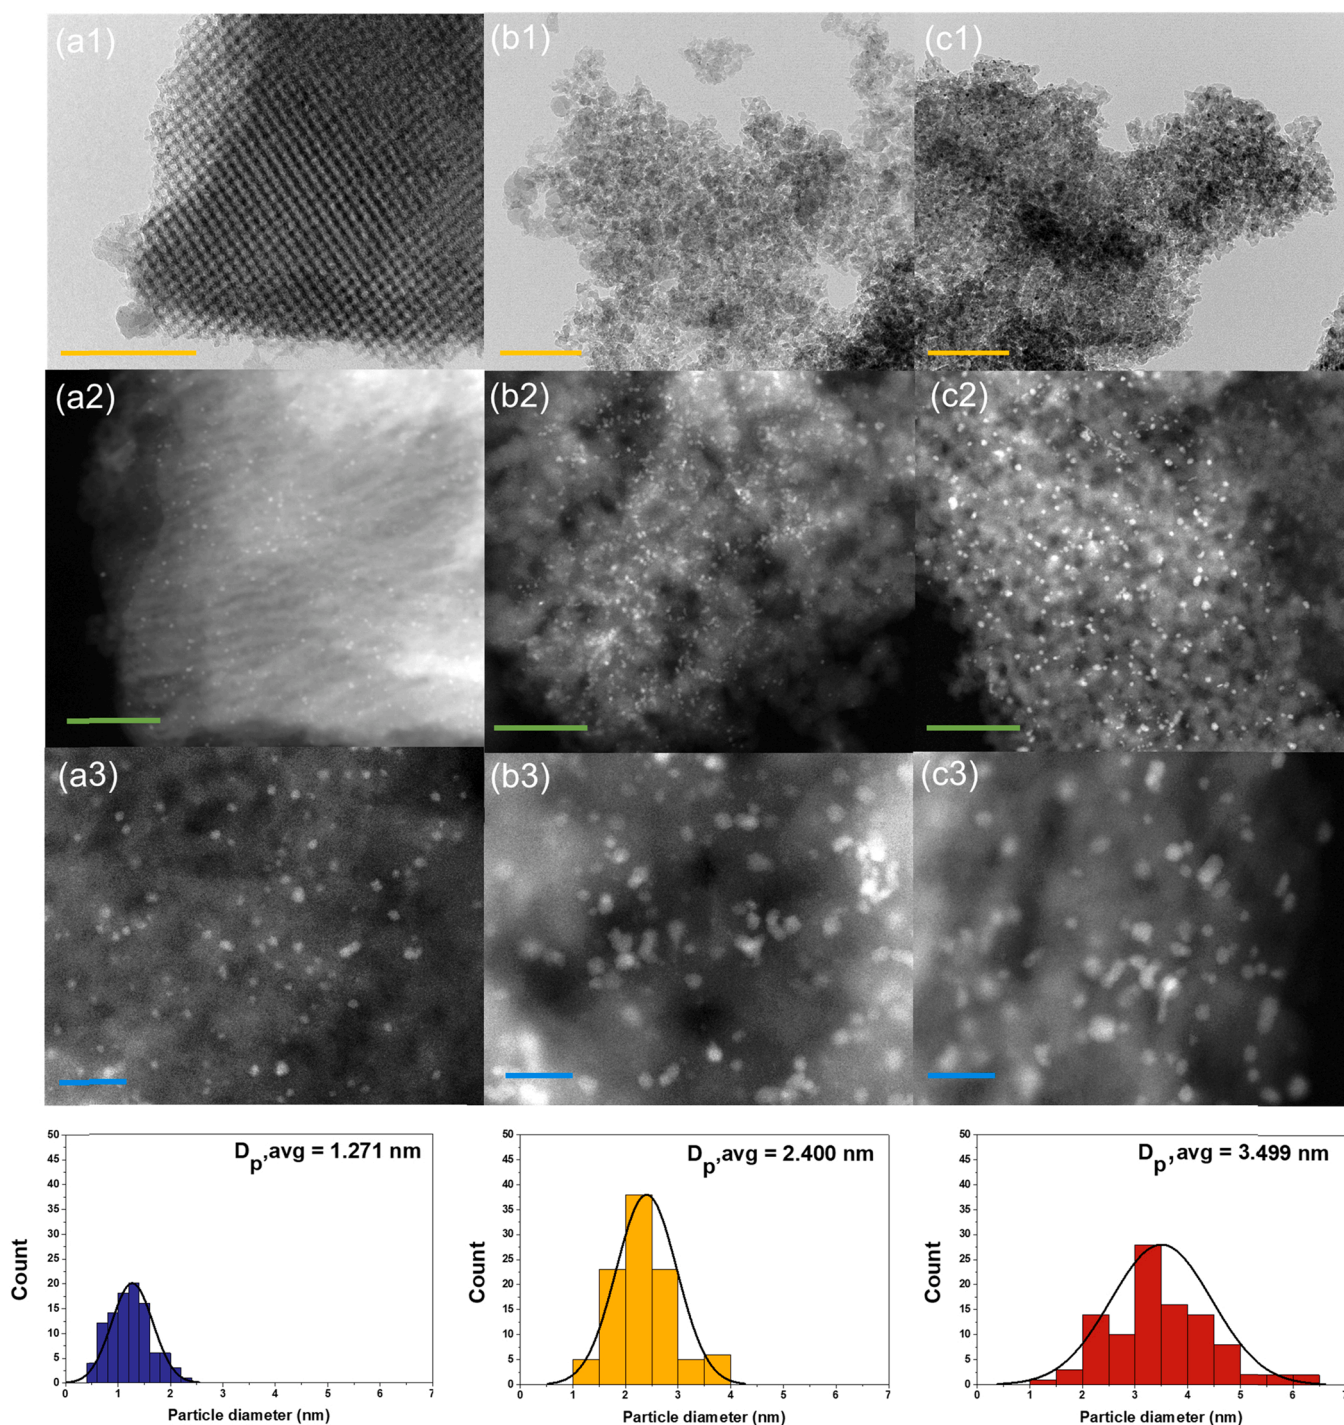 (a1)
(b1)
(c1)
(a2)
(b2)
(c2)
(a3)
(b3)
(c3)
Dp,avg = 1.271 nm
50
45
40
35
30
25
20
15
10
5
0
Count
0 1 2 3 4 5 6 7
Particle diameter (nm)
Dp,avg = 2.400 nm
50
45
40
35
30
25
20
15
10
5
0
Count
0 1 2 3 4 5 6 7
Particle diameter (nm)
Dp,avg = 3.499 nm
50
45
40
35
30
25
20
15
10
5
0
Count
0 1 2 3 4 5 6 7
Particle diameter (nm)